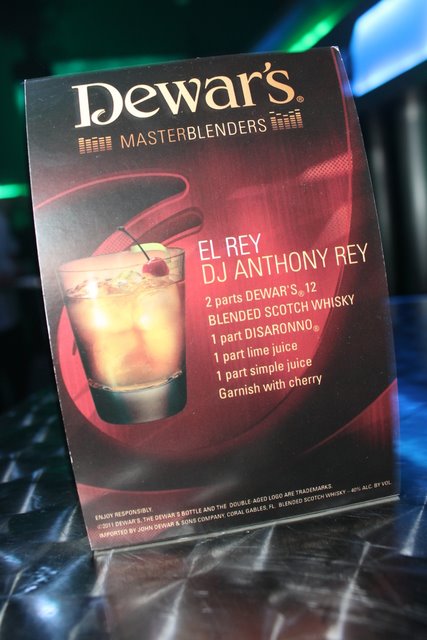 DEWAR'S®
MASTERBLENDERS
EL REY
DJ ANTHONY REY
2 parts DEWAR'S® 12
BLENDED SCOTCH WHISKY
1 part DISARONNO®
1 part lime juice
1 part simple juice
Garnish with cherry
ENJOY RESPONSIBLY.
©2011 DEWAR'S, THE DEWAR'S BOTTLE AND THE DOUBLE-AGED LOGO ARE TRADEMARKS.
IMPORTED BY JOHN DEWAR & SONS COMPANY, CORAL GABLES, FL. BLENDED SCOTCH WHISKY - 40% ALC. BY VOL.